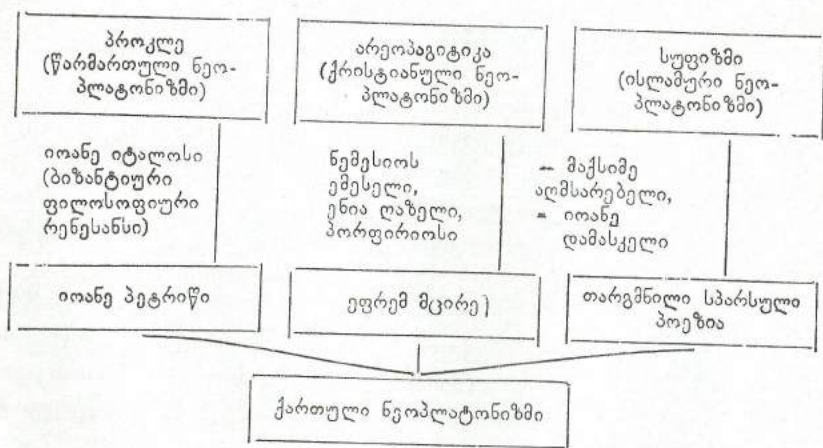 პროკლე
(წარმართული ნეო-
პლატონიზმი)
არეოპაგიტიკა
(ქრისტიანული ნეო-
პლატონიზმი)
სუფიზმი
(ისლამური ნეო-
პლატონიზმი)
იოანე იტალოსი
(ბიზანტიური
ფილოსოფიური
რენესანსი)
ნემესიოს
ემესელი,
ენია ღაზელი,
პორფირიოსი
– მაქსიმე
აღმსარებელი,
– იოანე
დამასკელი
იოანე პეტრიწი
ეფრემ მცირე)
თარგმნილი სპარსული
პოეზია
ქართული ნეოპლატონიზმი